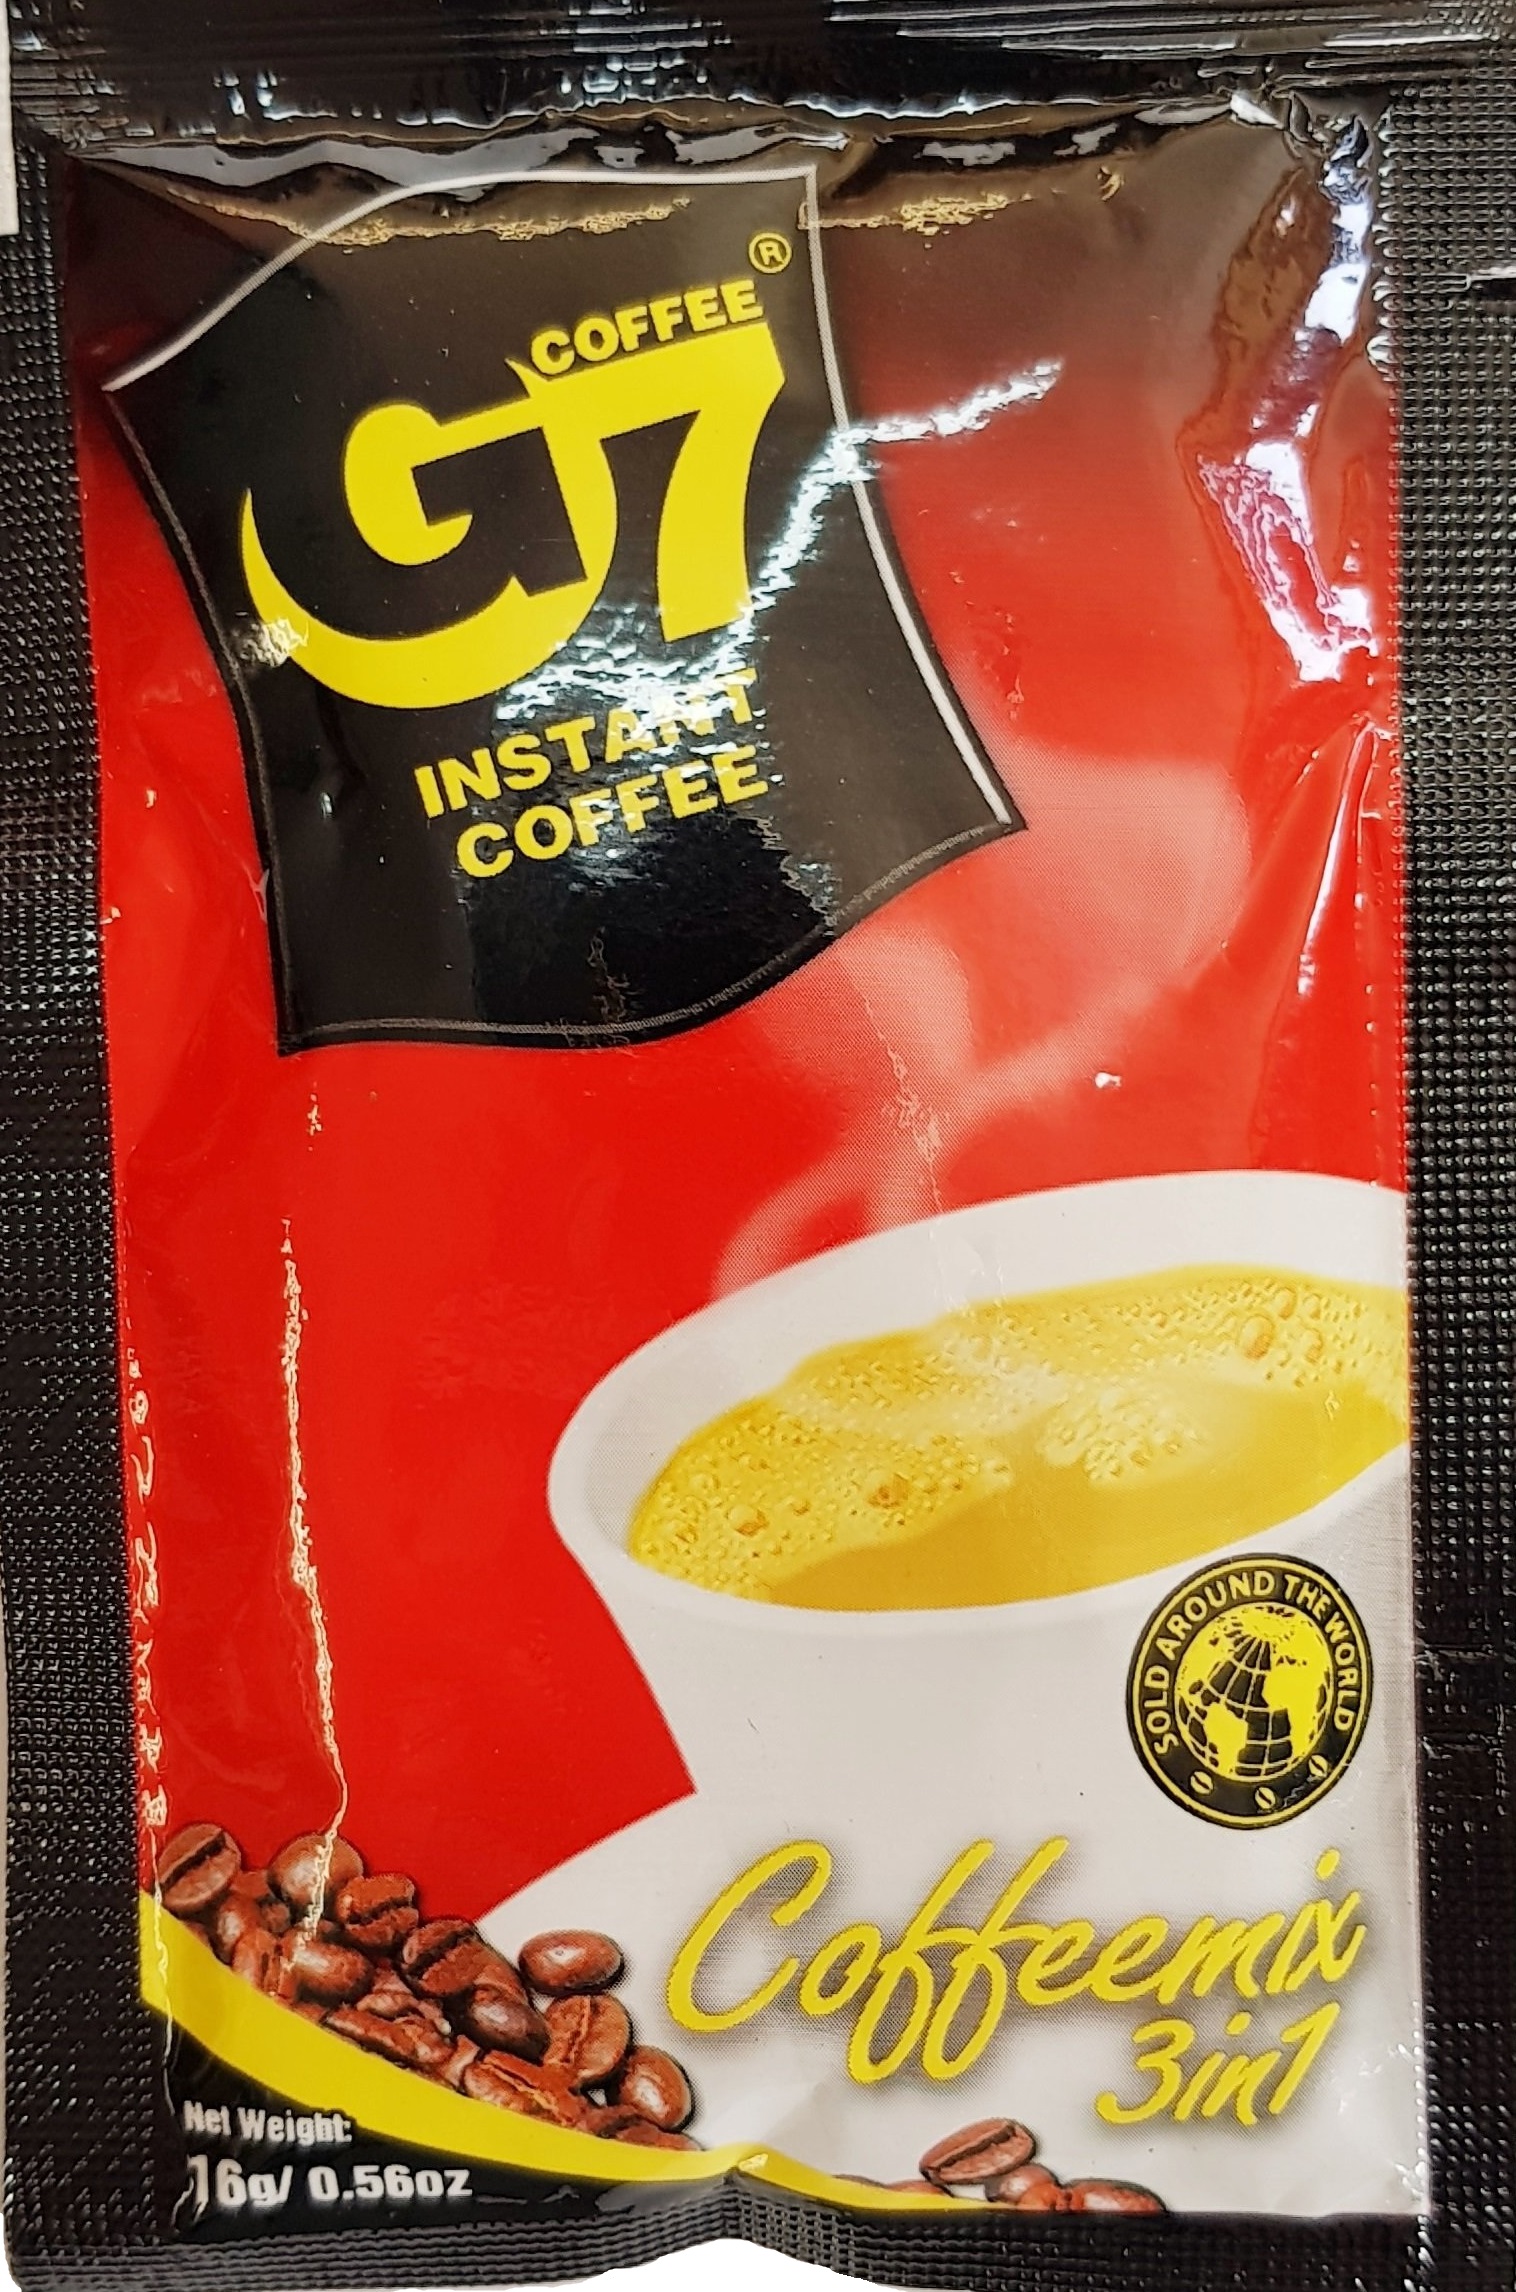 COFFEE ®
G7
INSTANT
COFFEE
SOLD AROUND THE WORLD
Coffeemix
3in1
Net Weight:
16g/ 0.56oz